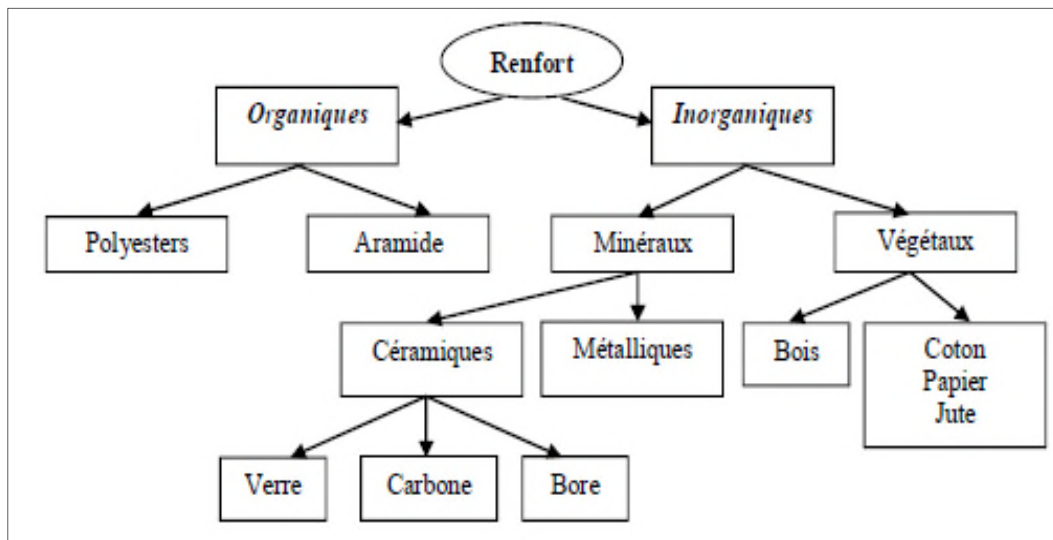 Renfort
Organiques
Inorganiques
Polyesters
Aramide
Minéraux
Végétaux
Céramiques
Métalliques
Bois
Coton
Papier
Jute
Verre
Carbone
Bore